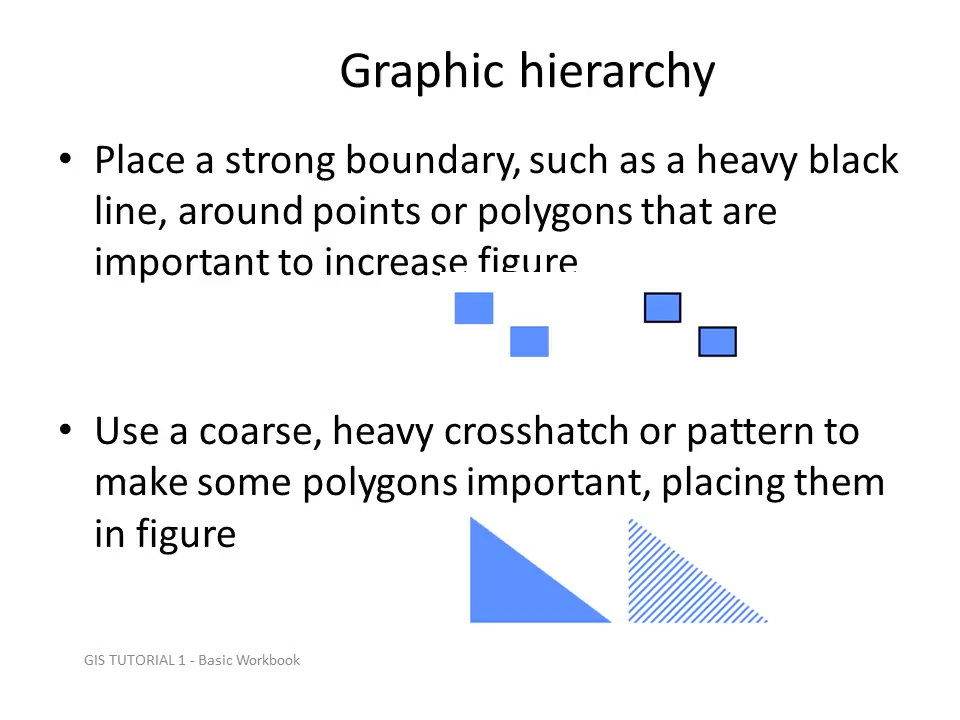 Graphic hierarchy
• Place a strong boundary, such as a heavy black
line, around points or polygons that are
important to increase figure
• Use a coarse, heavy crosshatch or pattern to
make some polygons important, placing them
in figure
GIS TUTORIAL 1 - Basic Workbook